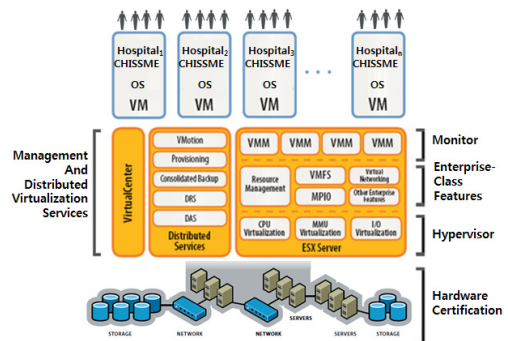 Hospital1
CHISSME
OS
VM
Hospital2
CHISSME
OS
VM
Hospital3
CHISSME
OS
VM
Hospitaln
CHISSME
OS
VM
Management
And
Distributed
Virtualization
Services
VirtualCenter
VMotion
Provisioning
Consolidated Backup
DRS
DAS
Distributed
Services
VMM
VMM
VMM
VMM
Resource
Management
VMFS
MPIO
Virtual
Networking
Other Enterprise
Features
CPU
Virtualization
MMU
Virtualization
I/O
Virtualization
ESX Server
Monitor
Enterprise-
Class
Features
Hypervisor
Hardware
Certification
STORAGE
NETWORK
NETWORK
SERVERS
SERVERS
STORAGE